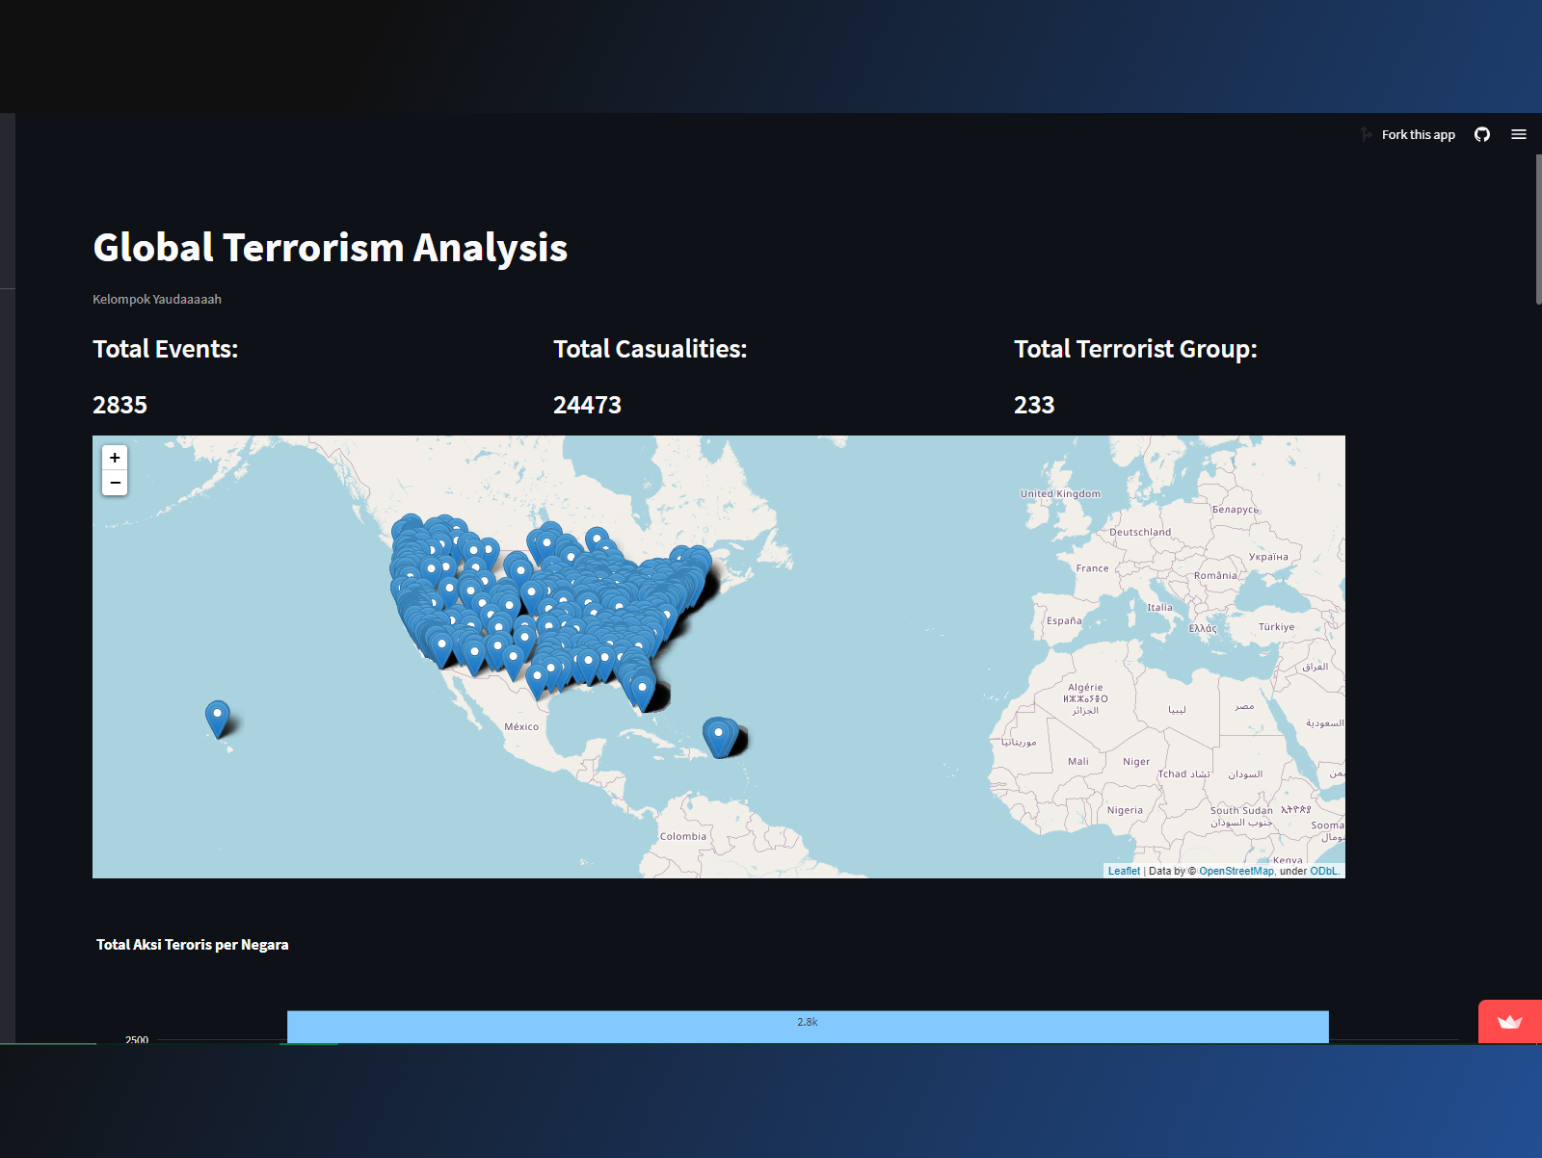 Fork this app
Global Terrorism Analysis
Kelompok Yaudaaaaah
Total Events:
Total Casualities:
Total Terrorist Group:
2835
24473
233
+
−
United Kingdom
Беларусь
Deutschland
Україна
France
România
Italia
España
Ελλάς
Türkiye
العراق
Algérie
ⵍⵣⵣⴰⵢⴻⵔ
الجزائر
ليبيا
مصر
السعودية
México
موريتانيا
Mali
Niger
Tchad تشاد
السودان
Nigeria
South Sudan
جنوب السودان
Colombia
Kenya
Leaflet | Data by © OpenStreetMap, under ODbL.
Total Aksi Teroris per Negara
2.8k
2500